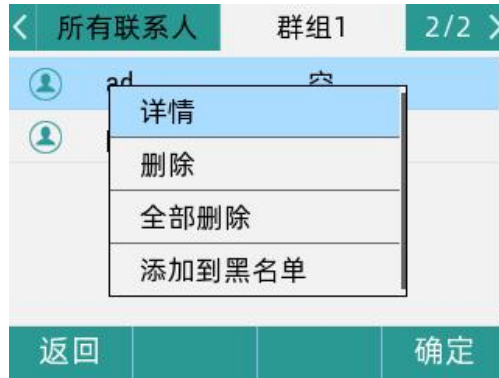 所有联系人 群组1 2/2
详情
删除
全部删除
添加到黑名单
返回 确定